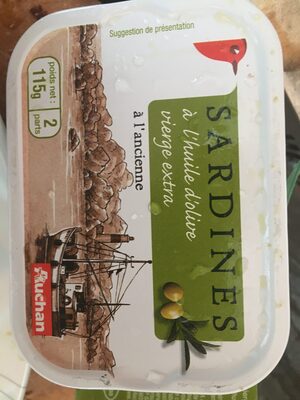 Suggestion de présentation
SARDINES
à l'huile d'olive
vierge extra
à l'ancienne
poids net :
115g
2
parts
Auchan